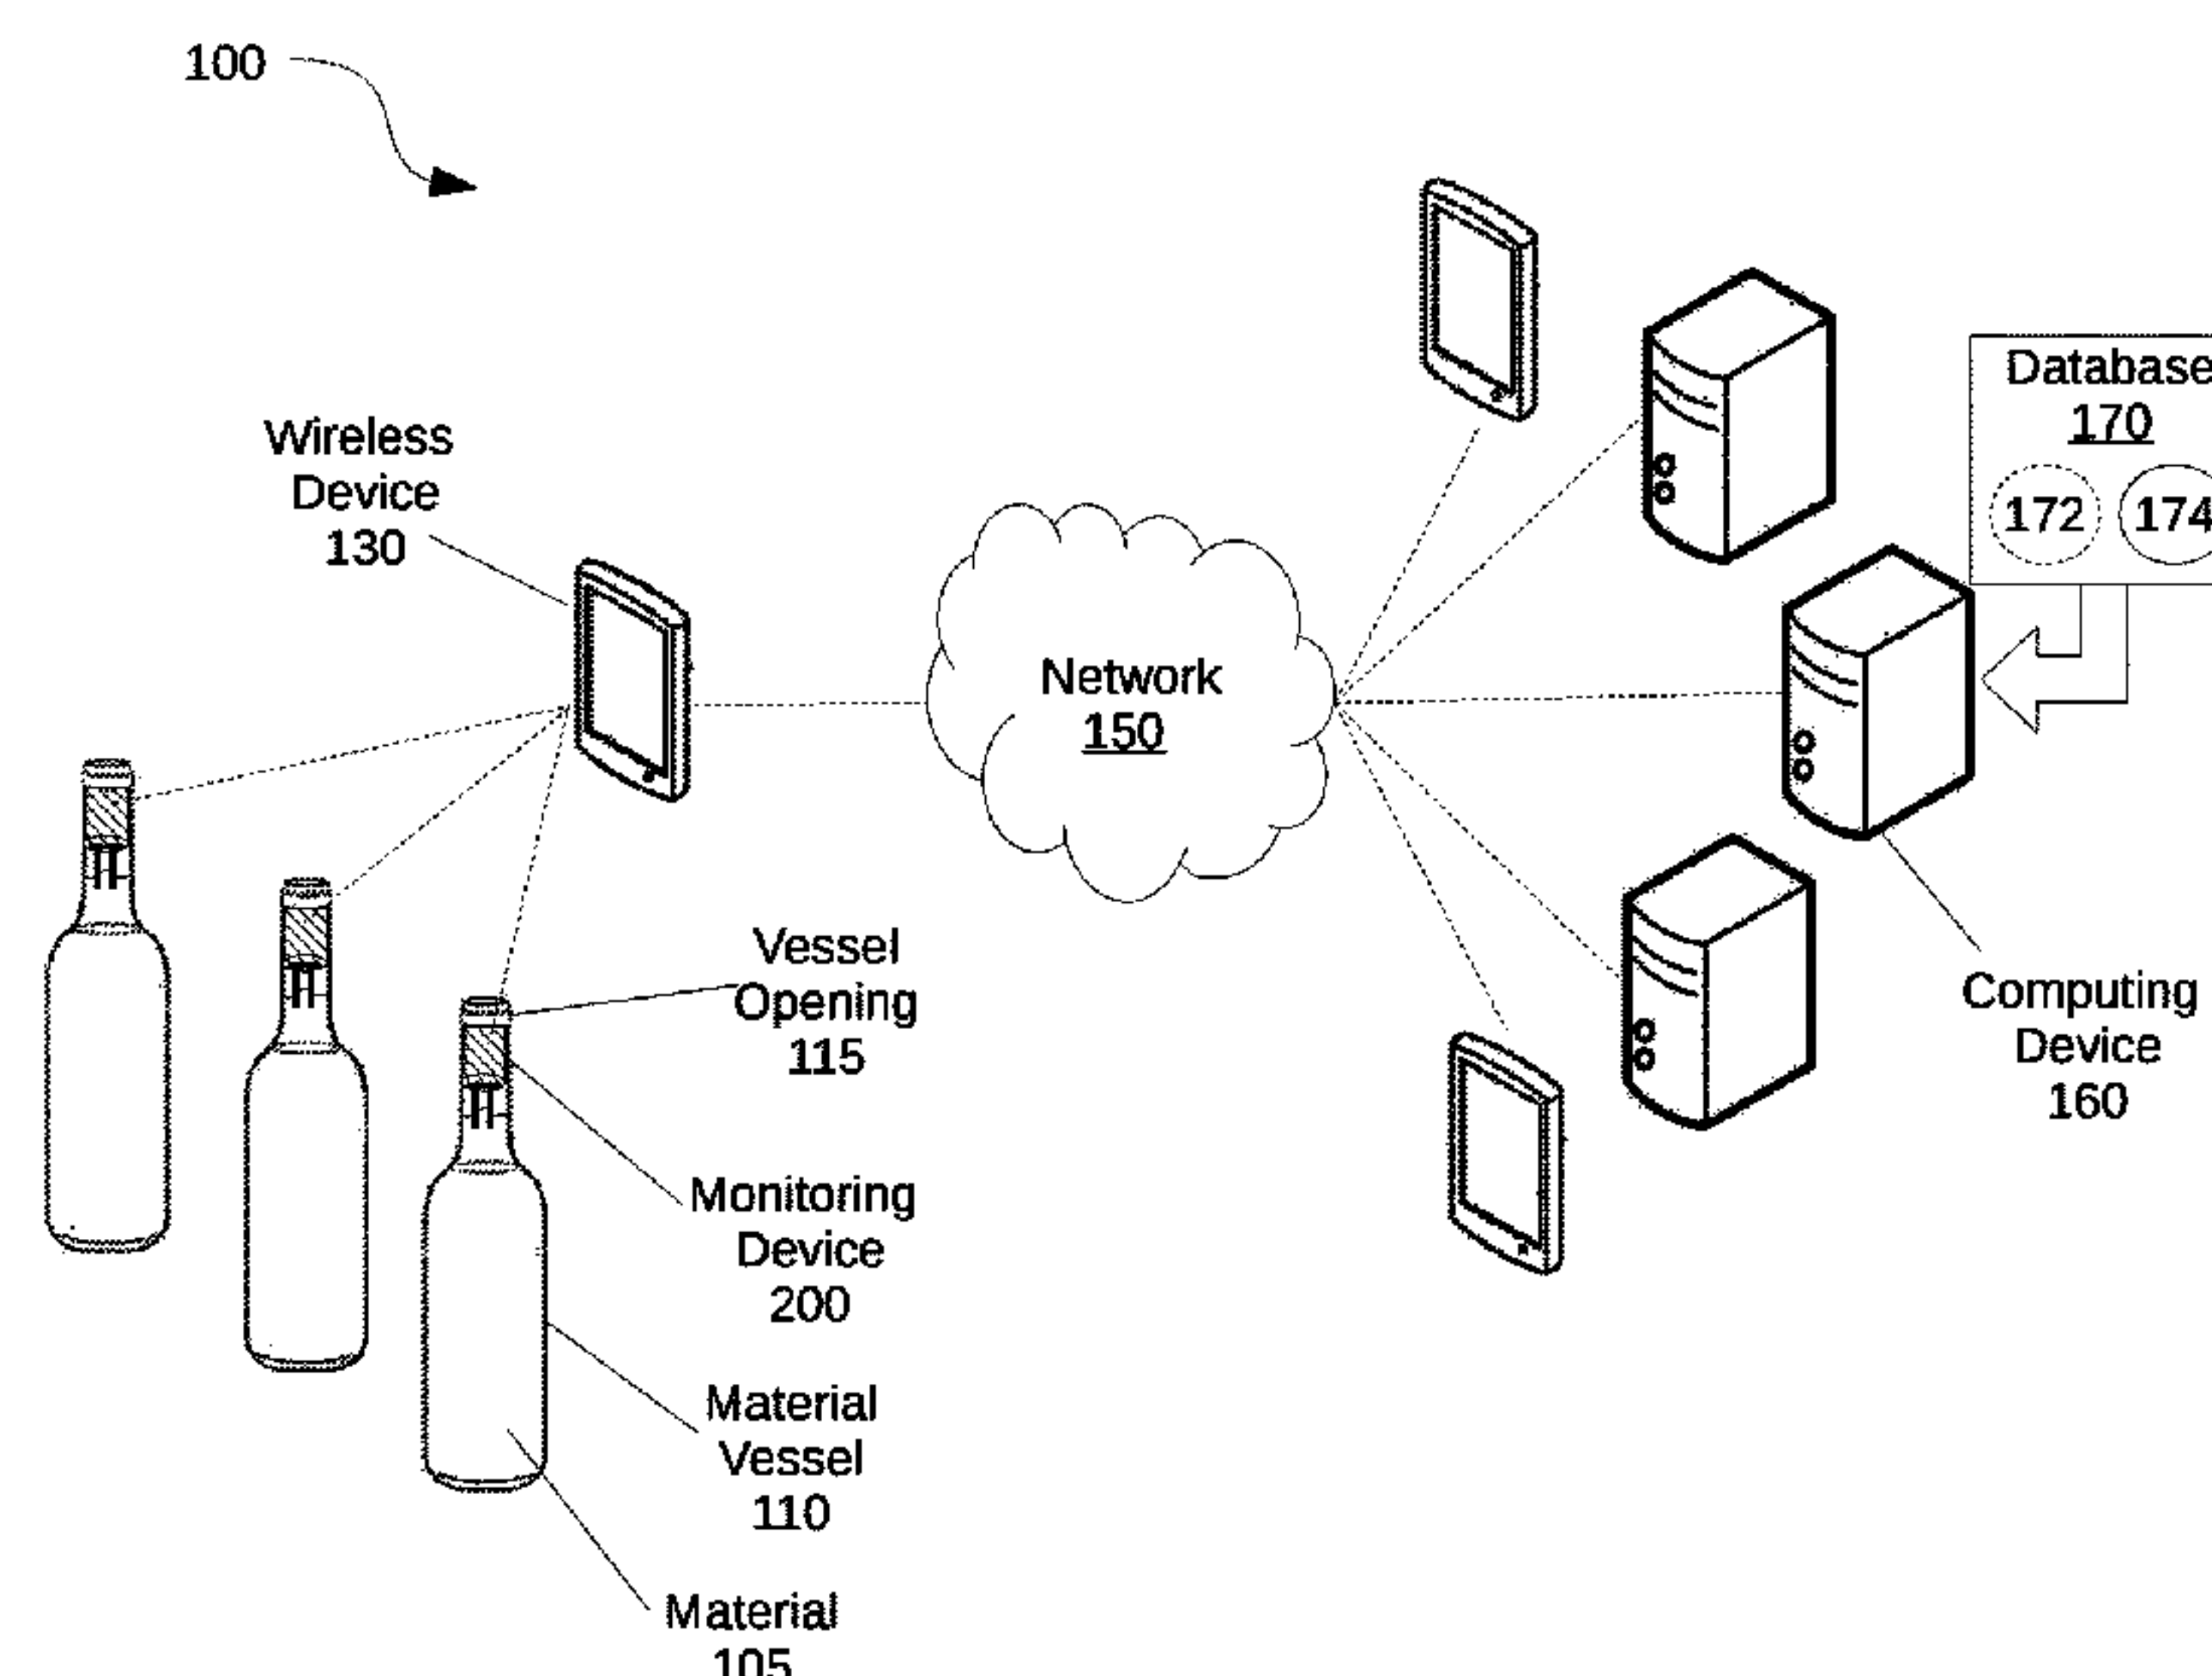 100
Wireless
Device
130
Network
150
Database
170
172 174
Vessel
Opening
115
Monitoring
Device
200
Material
Vessel
110
Material
105
Computing
Device
160